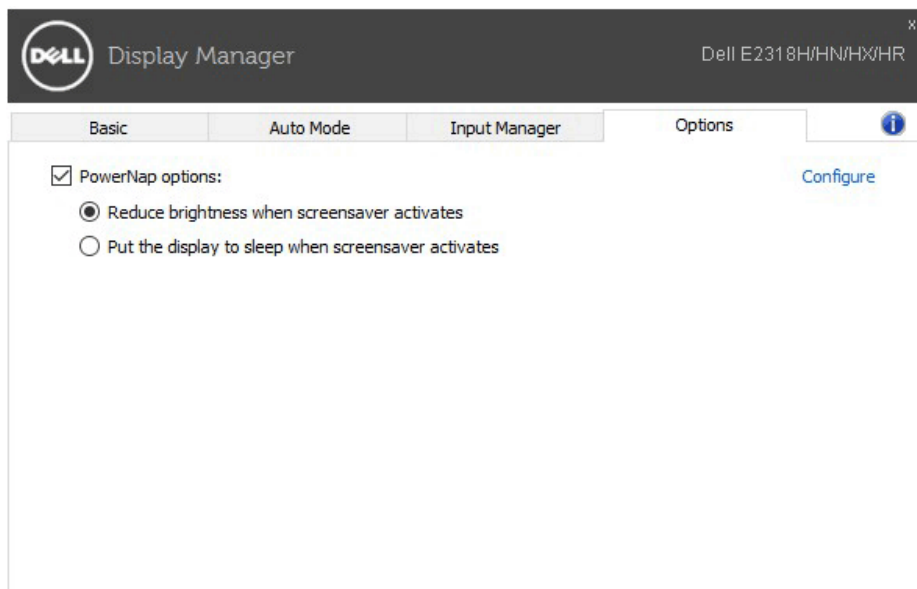 x
DELL
Display Manager
Dell E2318H/HN/HX/HR
Basic
Auto Mode
Input Manager
Options
i
PowerNap options:
Configure
Reduce brightness when screensaver activates
Put the display to sleep when screensaver activates